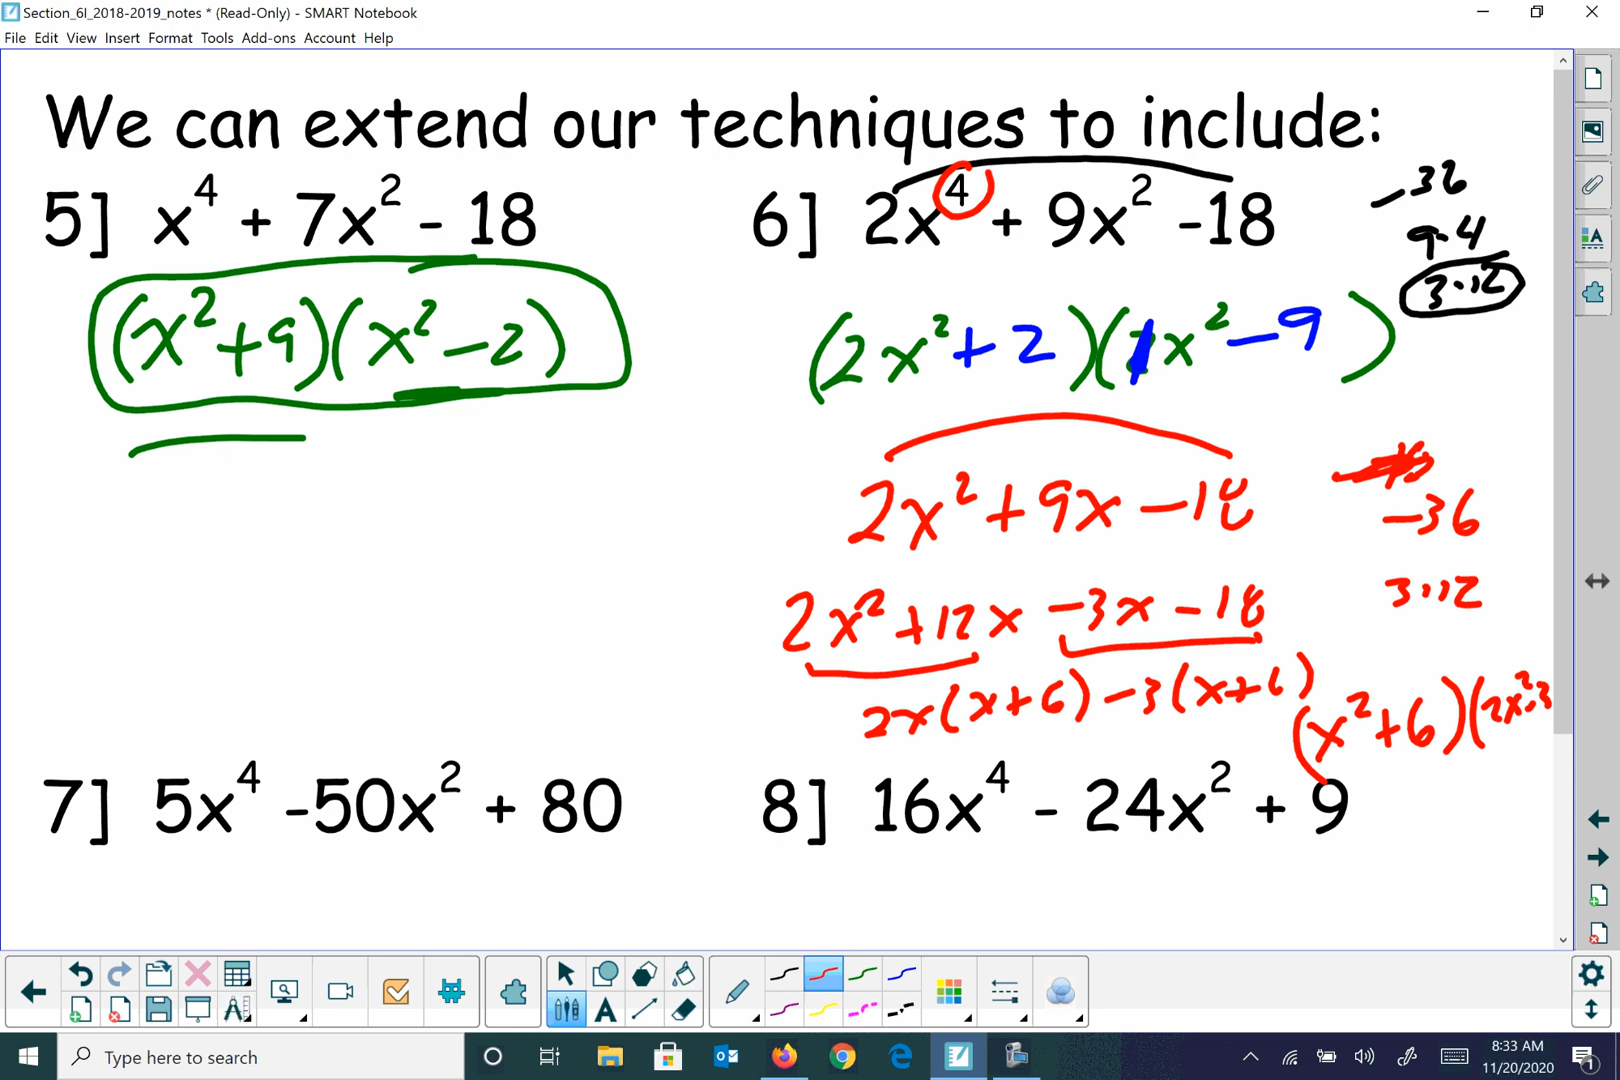 Section_6I_2018-2019_notes * (Read-Only) - SMART Notebook
File Edit View Insert Format Tools Add-ons Account Help
We can extend our techniques to include:
5] x⁴ + 7x² - 18
(x²+9)(x²-2)
6] 2x⁴ + 9x² -18
-36
9·4
3·12
(2x²+2)(x²-9)
2x²+9x-18
-36
3·12
2x²+12x-3x-18
2x(x+6)-3(x+6)
(x²+6)(2x²-3
7] 5x⁴ -50x² + 80
8] 16x⁴ - 24x² + 9
A
Type here to search
8:33 AM
11/20/2020
1